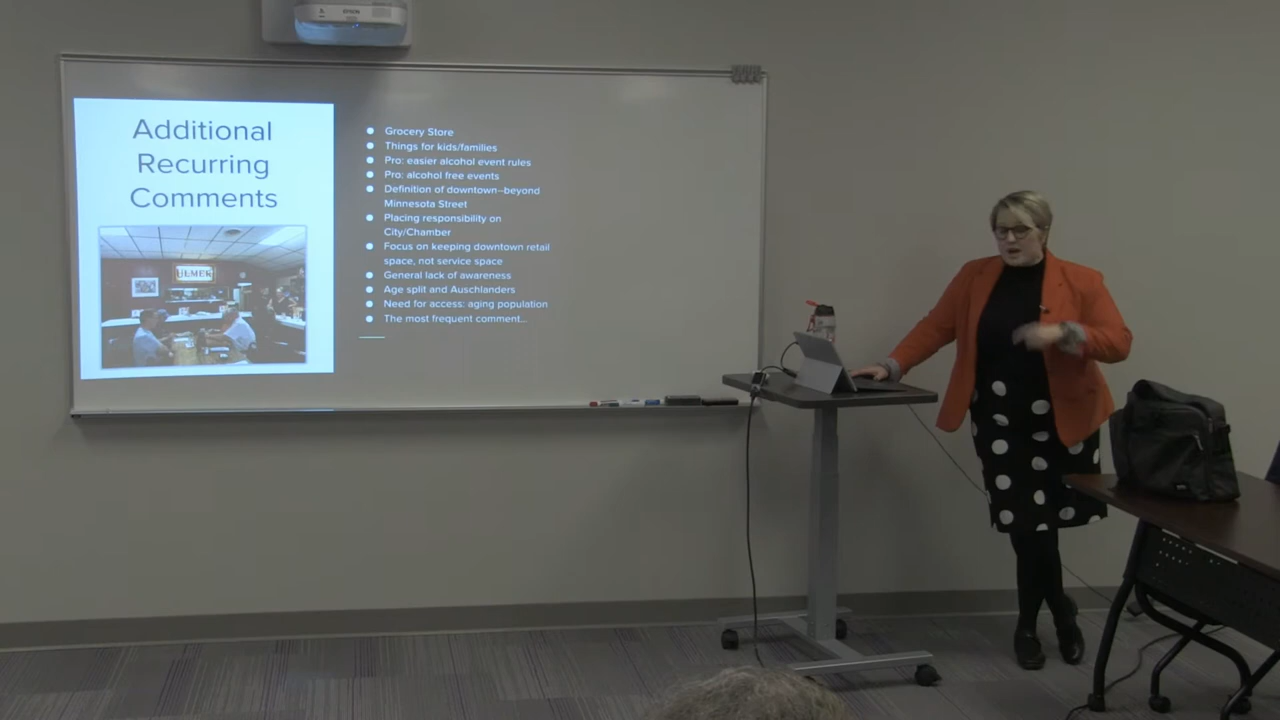 EPSON
Additional
Recurring
Comments
ULMER
● Grocery Store
● Things for kids/families
● Pro: easier alcohol event rules
● Pro: alcohol free events
● Definition of downtown–beyond
Minnesota Street
● Placing responsibility on
City/Chamber
● Focus on keeping downtown retail
space, not service space
● General lack of awareness
● Age split and Auschlanders
● Need for access: aging population
● The most frequent comment...